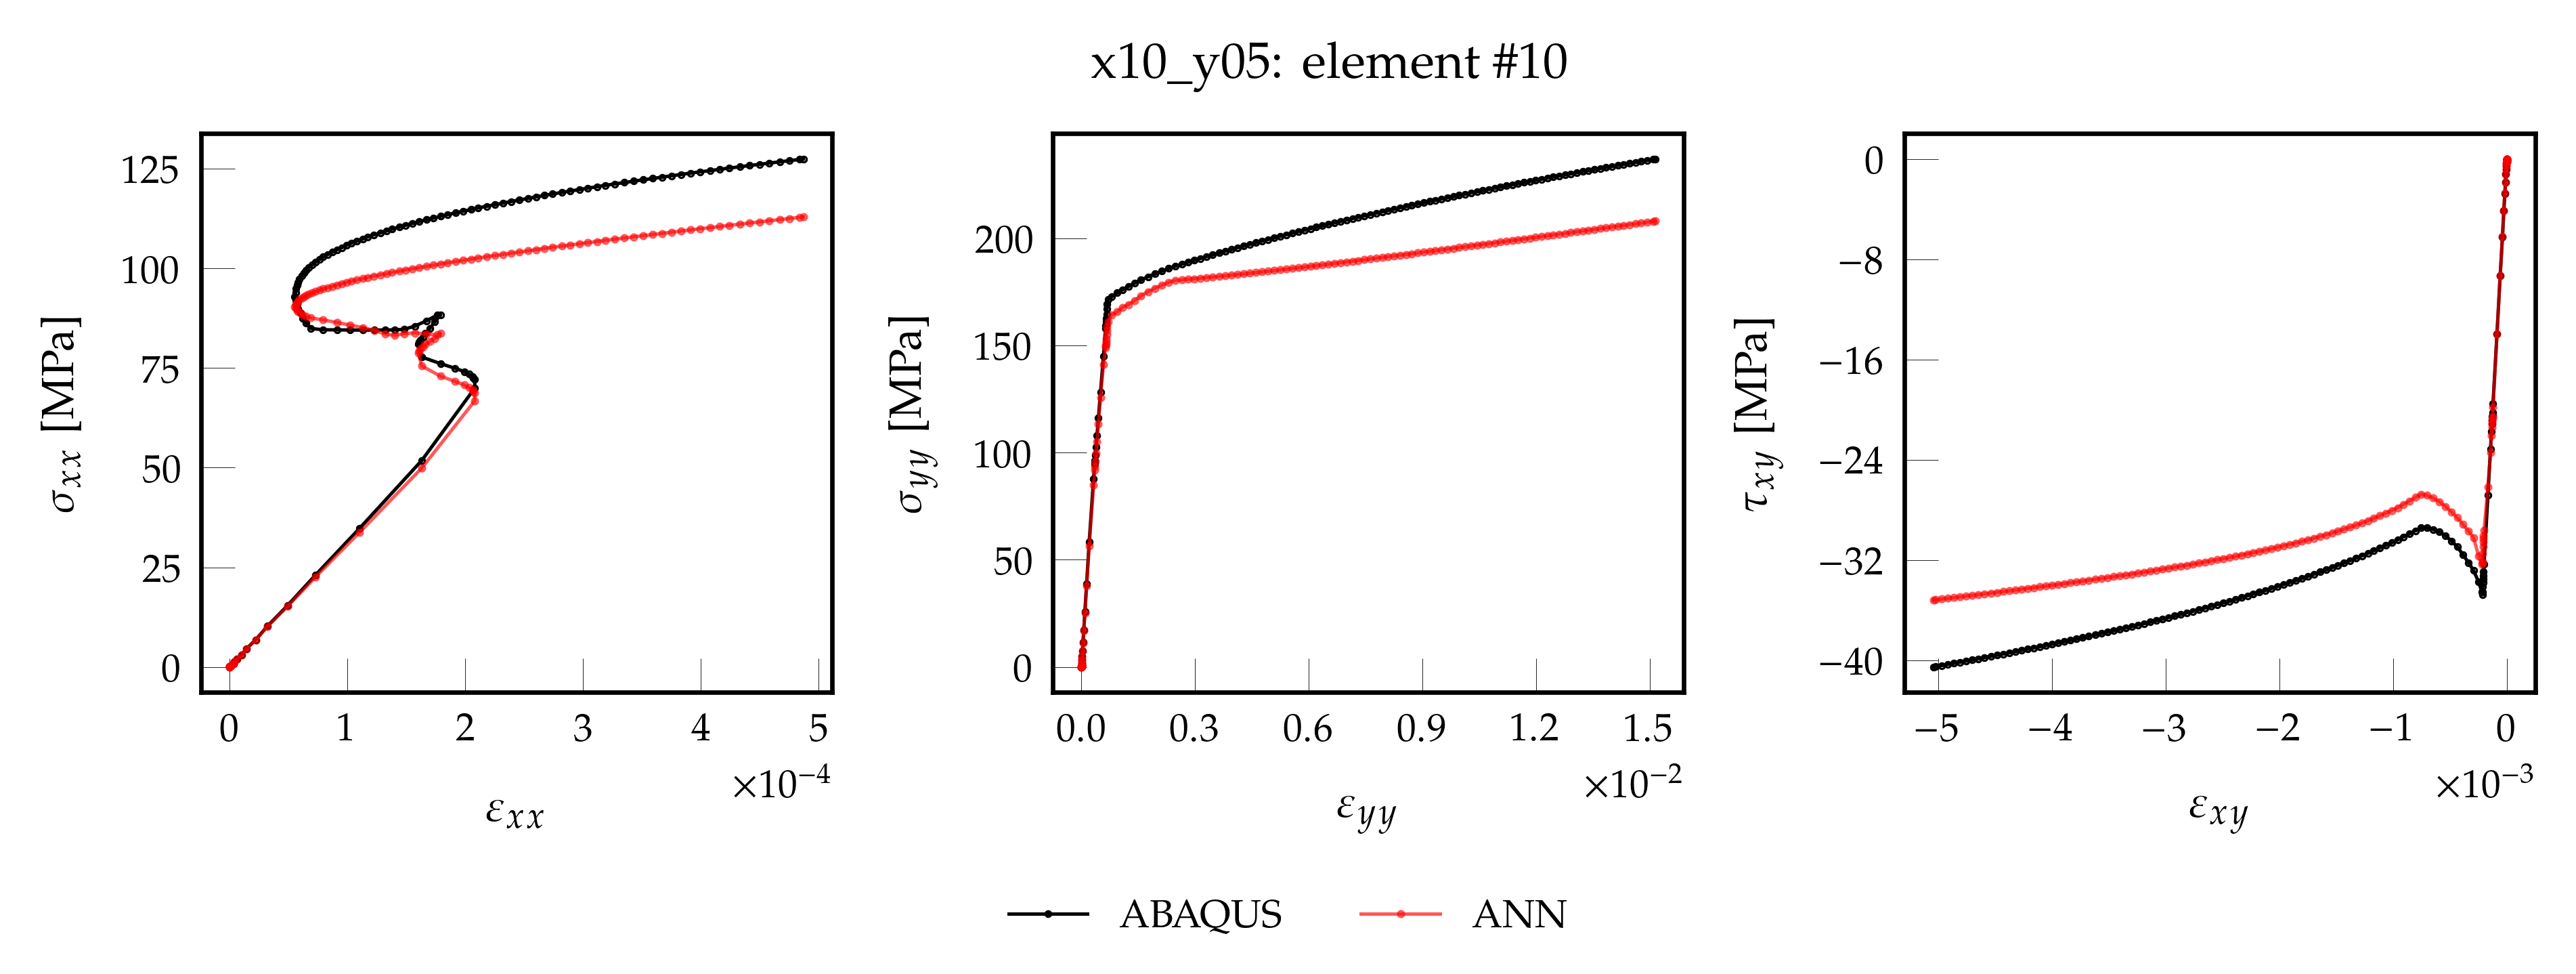 x10_y05: element #10
σxx [MPa]
125
100
75
50
25
0
0 1 2 3 4 5
×10−4
εxx
σyy [MPa]
200
150
100
50
0
0.0 0.3 0.6 0.9 1.2 1.5
×10−2
εyy
τxy [MPa]
0
−8
−16
−24
−32
−40
−5 −4 −3 −2 −1 0
×10−3
εxy
ABAQUS ANN